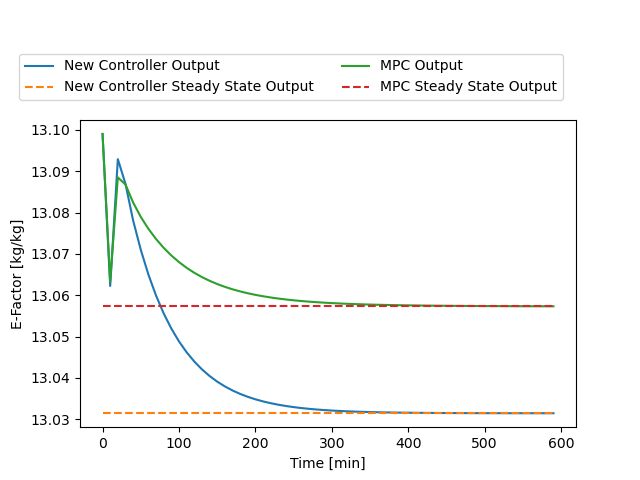 New Controller Output
New Controller Steady State Output
MPC Output
MPC Steady State Output
13.10
13.09
13.08
13.07
13.06
13.05
13.04
13.03
E-Factor [kg/kg]
0 100 200 300 400 500 600
Time [min]